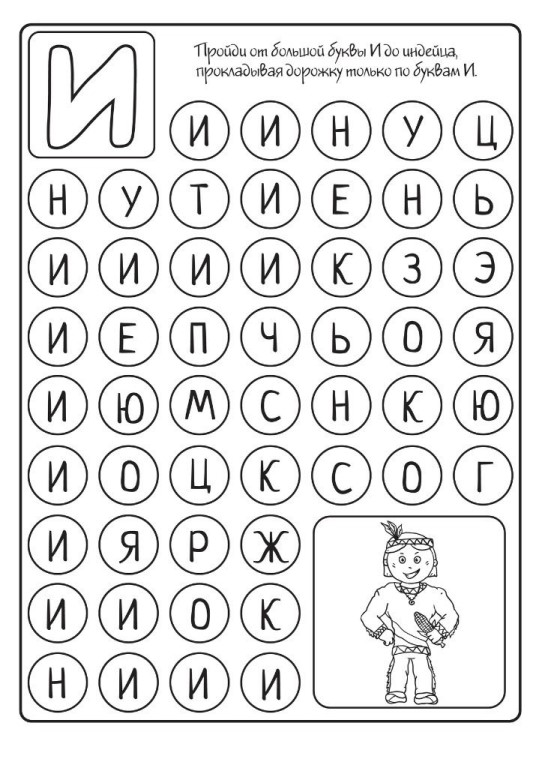 И
Пройди от большой буквы И до индейца,
прокладывая дорожку только по буквам И.
И И Н У Ц
Н У Т И Е Н Ь
И И И И К З Э
И Е П Ч Ь О Я
И Ю М С Н К Ю
И О Ц К С О Г
И Я Р Ж
И И О К
Н И И И